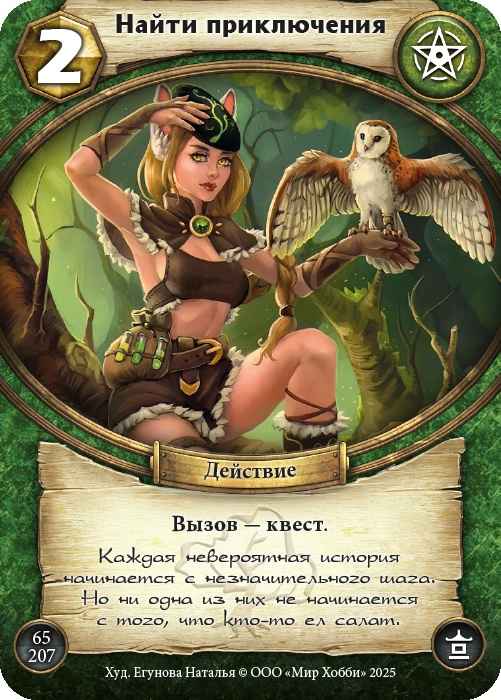 Найти приключения
2
Действие
Вызов — квест.
Каждая невероятная история
начинается с незначительного шага.
Но ни одна из них не начинается
с того, что кто-то ел салат.
65
207
Худ. Егунова Наталья © ООО «Мир Хобби» 2025